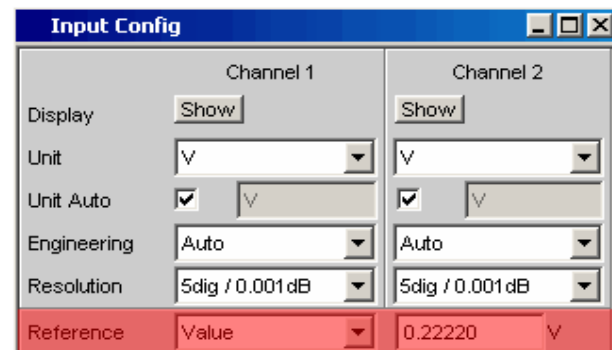 Input Config
Channel 1 Channel 2
Display Show Show
Unit V V
Unit Auto V V
Engineering Auto Auto
Resolution 5dig / 0.001dB 5dig / 0.001dB
Reference Value 0.22220 V